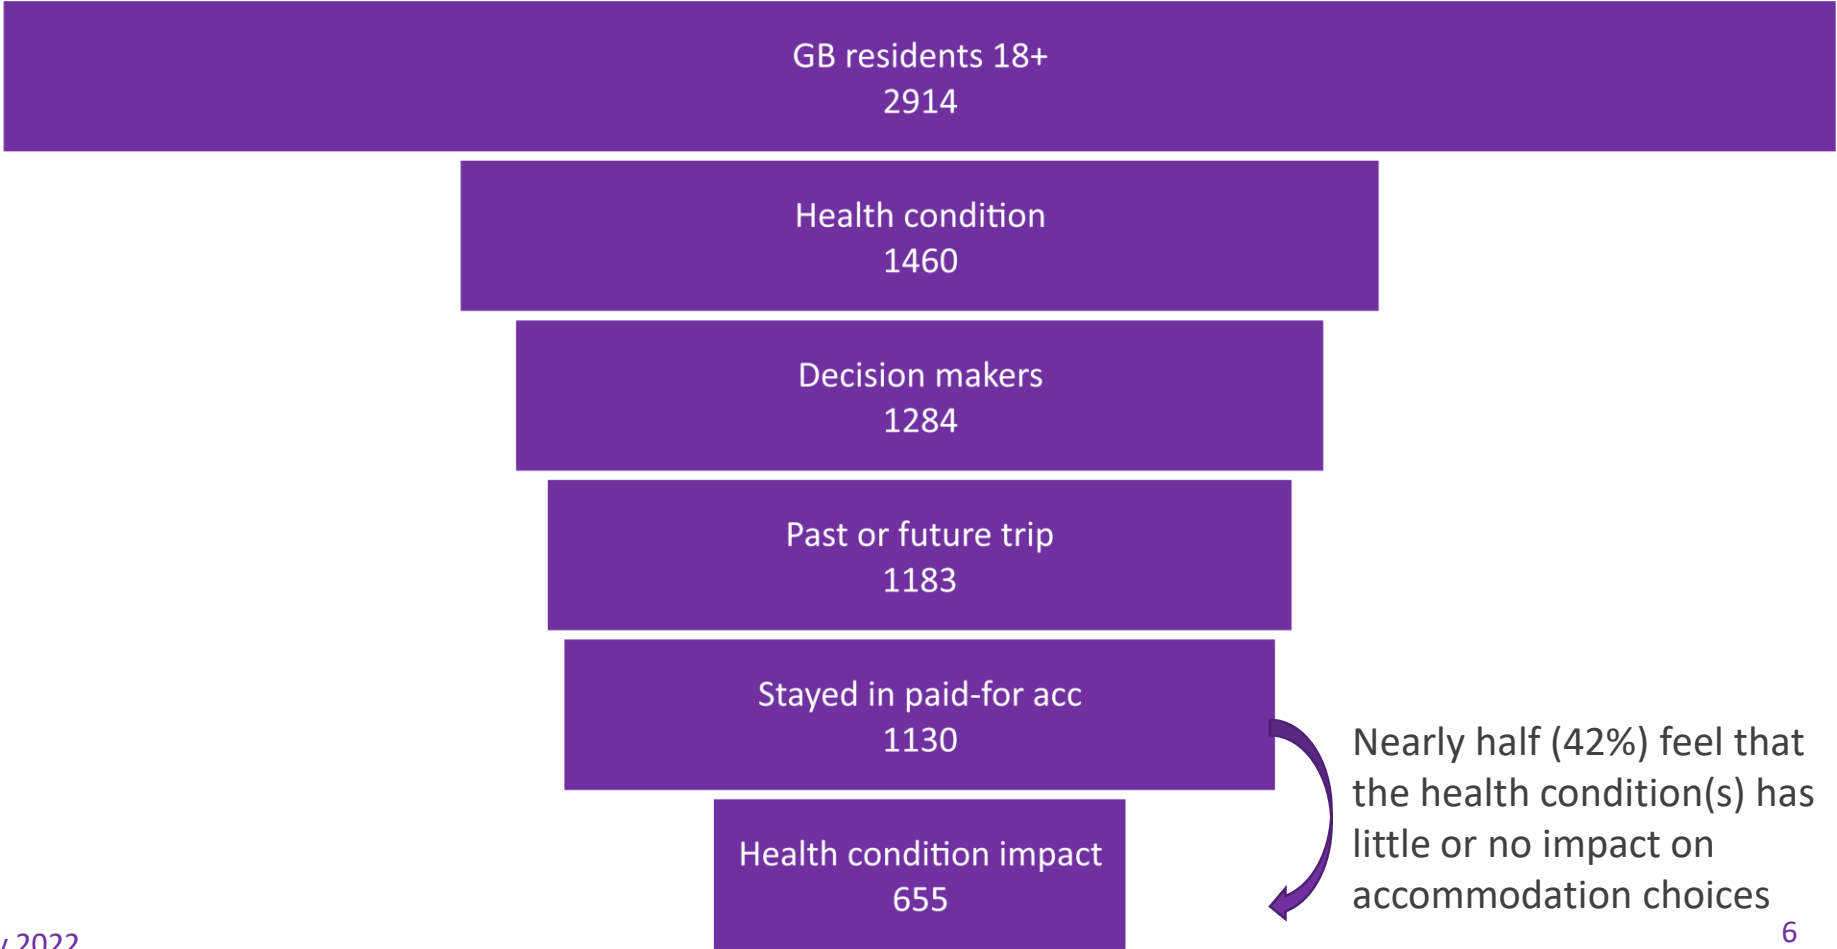 GB residents 18+
2914
Health condition
1460
Decision makers
1284
Past or future trip
1183
Stayed in paid-for acc
1130
Nearly half (42%) feel that
the health condition(s) has
little or no impact on
accommodation choices
Health condition impact
655
2022
6